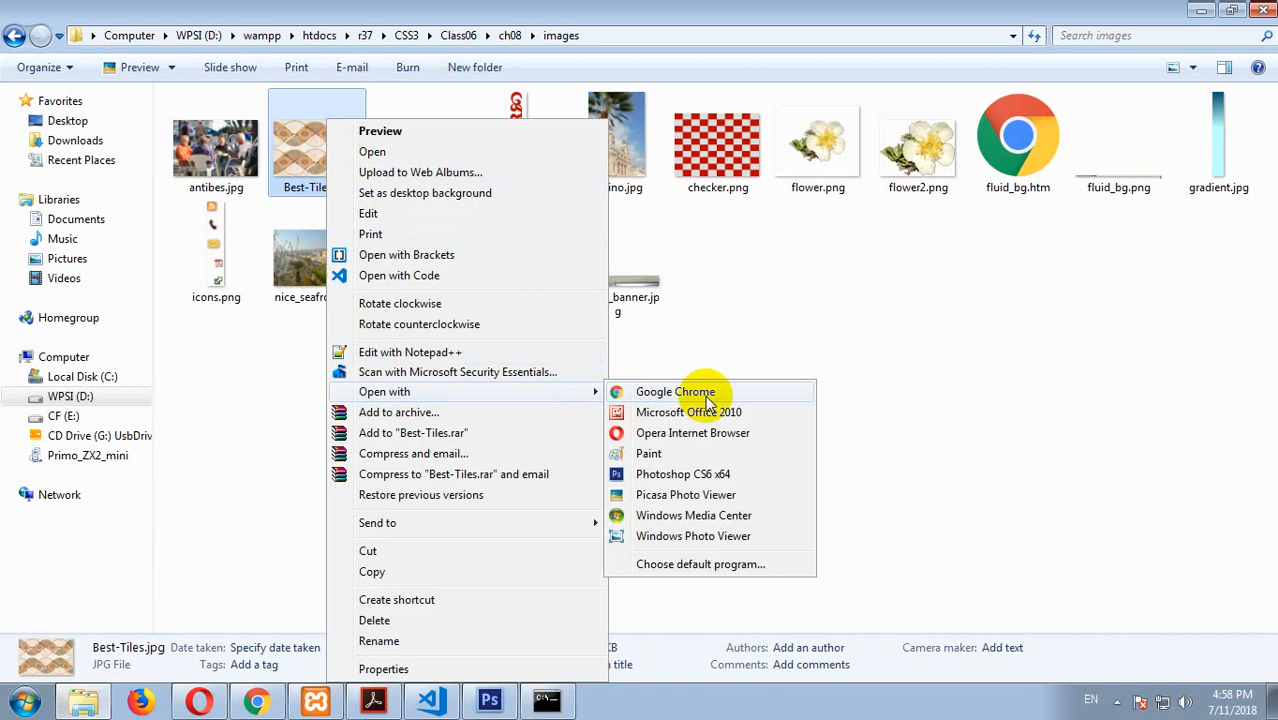 Computer WPSI (D:) wampp htdocs r37 CSS3 Class06 ch08 images Search images
Organize Preview Slide show Print E-mail Burn New folder
Favorites
Desktop
Downloads
Recent Places
Libraries
Documents
Music
Pictures
Videos
Homegroup
Computer
Local Disk (C:)
WPSI (D:)
CF (E:)
CD Drive (G:) UsbDriv
Primo_ZX2_mini
Network
antibes.jpg Best-Tile ino.jpg checker.png flower.png flower2.png fluid_bg.htm fluid_bg.png gradient.jpg
icons.png nice_seafro _banner.jp
g
Preview
Open
Upload to Web Albums...
Set as desktop background
Edit
Print
Open with Brackets
Open with Code
Rotate clockwise
Rotate counterclockwise
Edit with Notepad++
Scan with Microsoft Security Essentials...
Open with
Add to archive...
Add to "Best-Tiles.rar"
Compress and email...
Compress to "Best-Tiles.rar" and email
Restore previous versions
Send to
Cut
Copy
Create shortcut
Delete
Rename
Properties
Google Chrome
Microsoft Office 2010
Opera Internet Browser
Paint
Photoshop CS6 x64
Picasa Photo Viewer
Windows Media Center
Windows Photo Viewer
Choose default program...
Best-Tiles.jpg Date taken: Specify date taken KB Authors: Add an author Camera maker: Add text
JPG File Tags: Add a tag title Comments: Add comments
Ps
EN 4:58 PM
7/11/2018